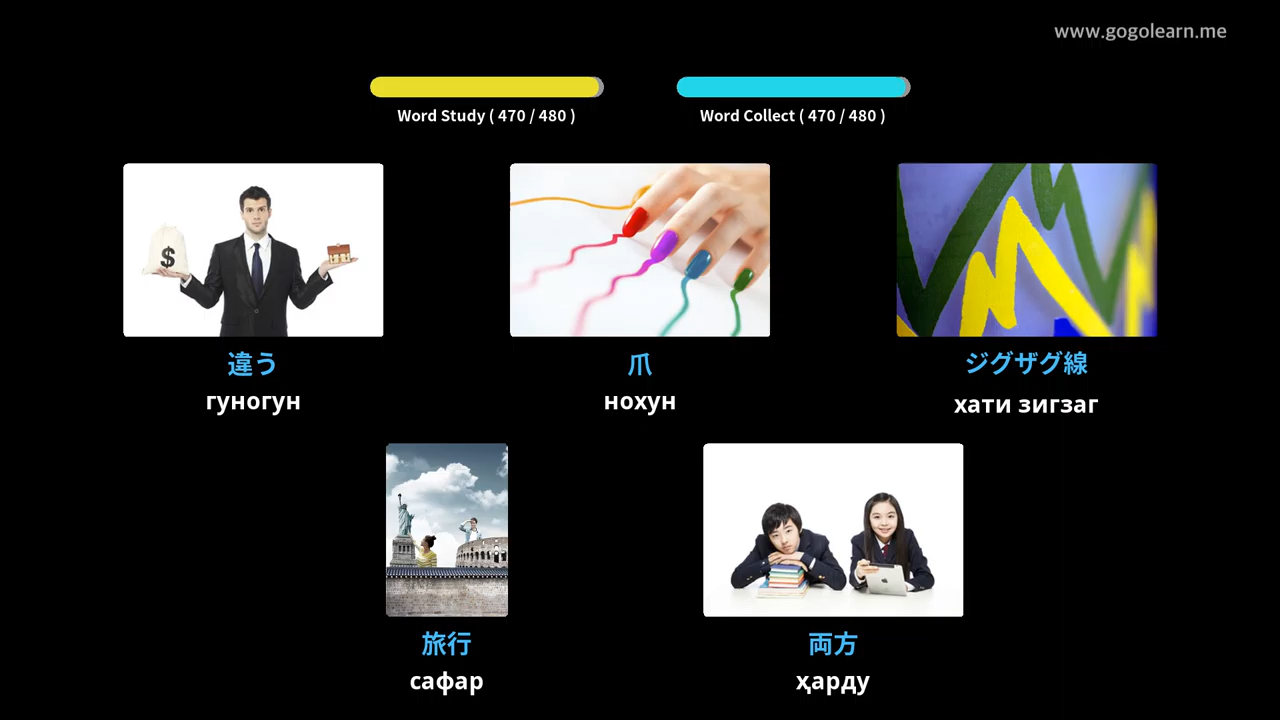 www.gogolearn.me
Word Study ( 470 / 480 )
Word Collect ( 470 / 480 )
$
違う
гуногун
爪
нохун
ジグザグ線
хати зигзаг
旅行
сафар
両方
ҳарду